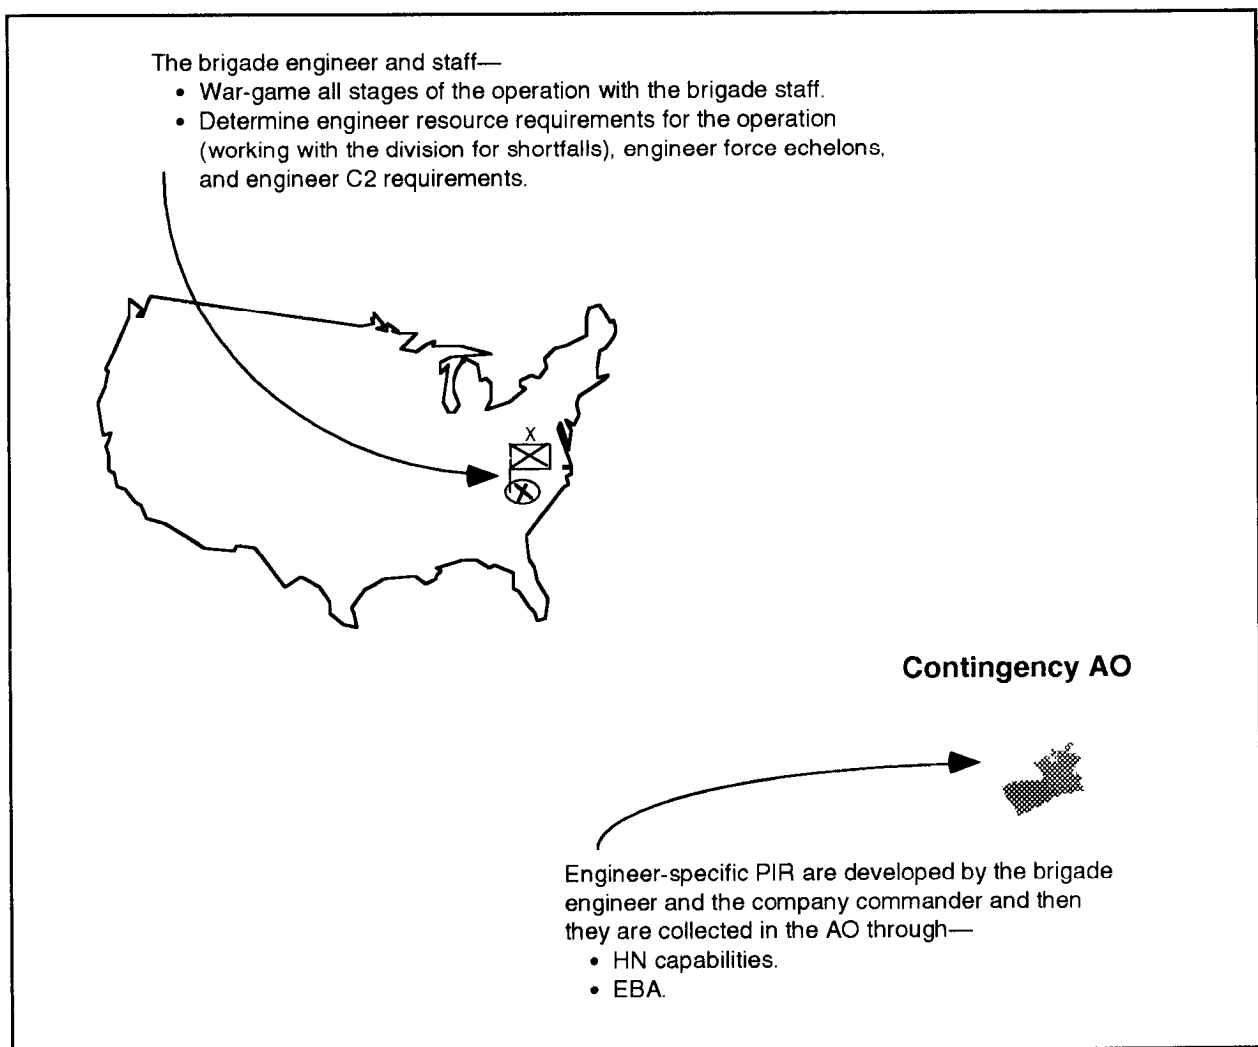 The brigade engineer and staff—
• War-game all stages of the operation with the brigade staff.
• Determine engineer resource requirements for the operation
(working with the division for shortfalls), engineer force echelons,
and engineer C2 requirements.
X
Contingency AO
Engineer-specific PIR are developed by the brigade
engineer and the company commander and then
they are collected in the AO through—
• HN capabilities.
• EBA.